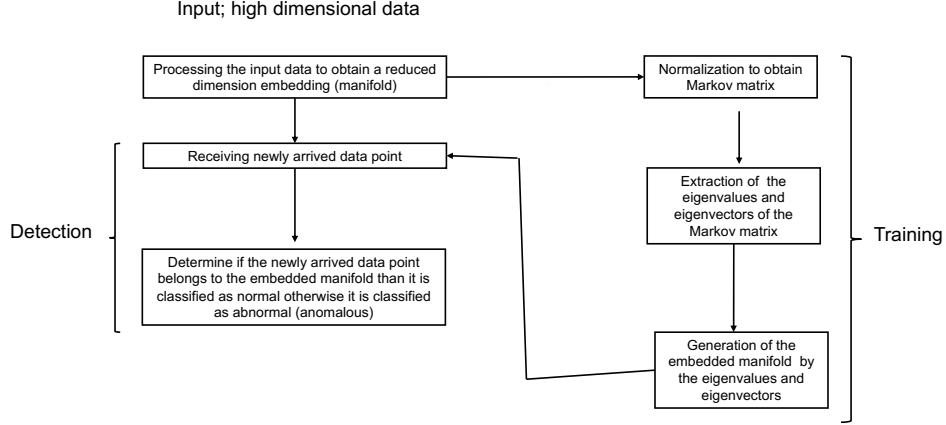 Input; high dimensional data
Processing the input data to obtain a reduced
dimension embedding (manifold)
Normalization to obtain
Markov matrix
Receiving newly arrived data point
Extraction of the
eigenvalues and
eigenvectors of the
Markov matrix
Detection
Training
Determine if the newly arrived data point
belongs to the embedded manifold than it is
classified as normal otherwise it is classified
as abnormal (anomalous)
Generation of the
embedded manifold by
the eigenvalues and
eigenvectors